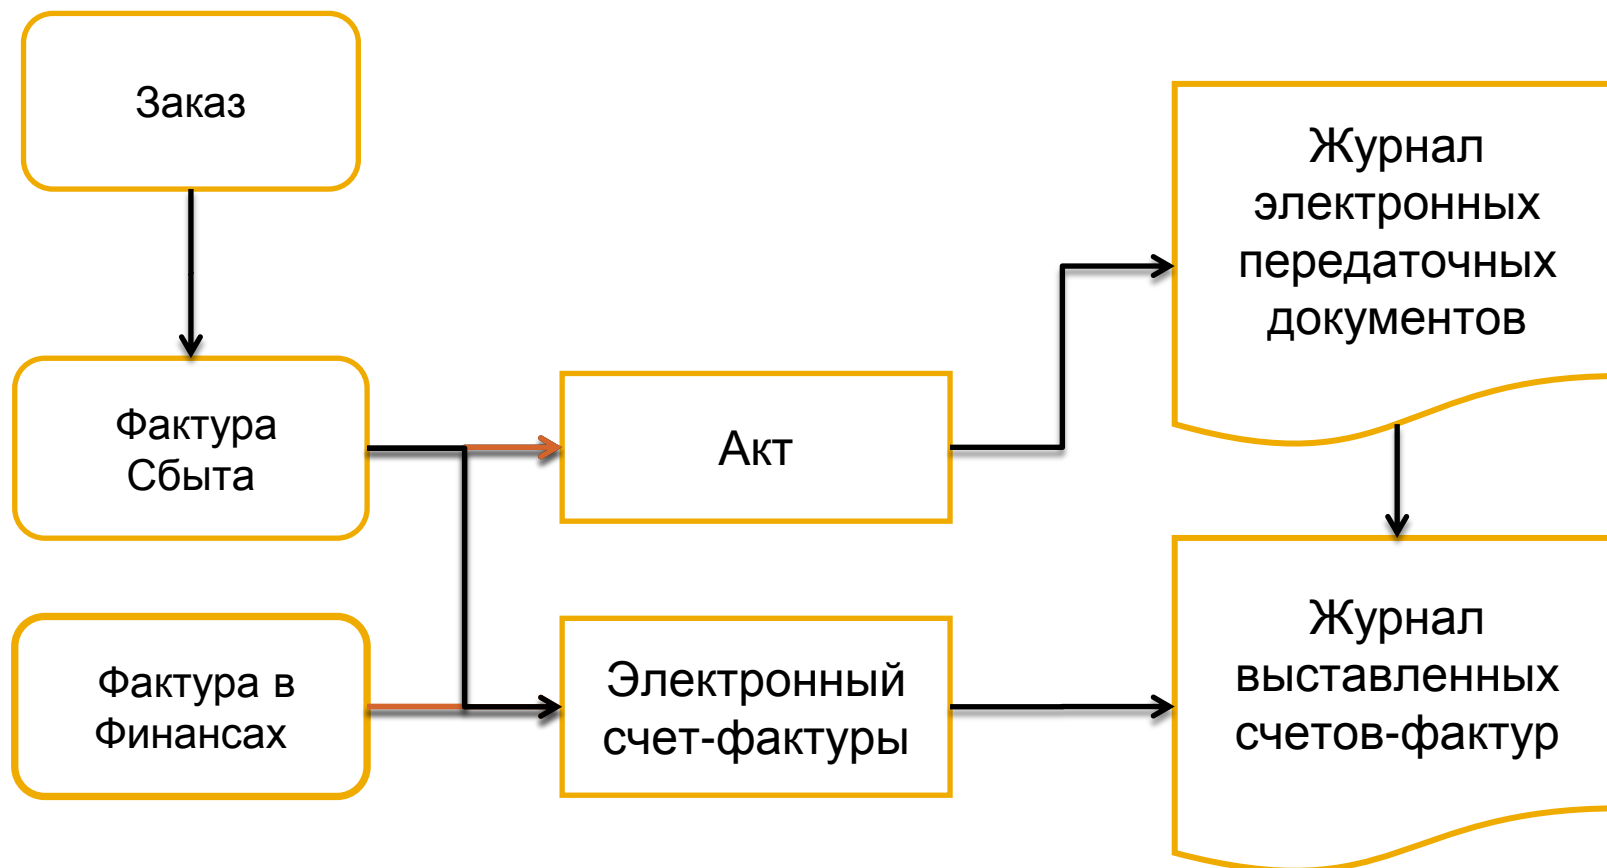 Заказ
Фактура
Сбыта
Фактура в
Финансах
Акт
Электронный
счет-фактуры
Журнал
электронных
передаточных
документов
Журнал
выставленных
счетов-фактур